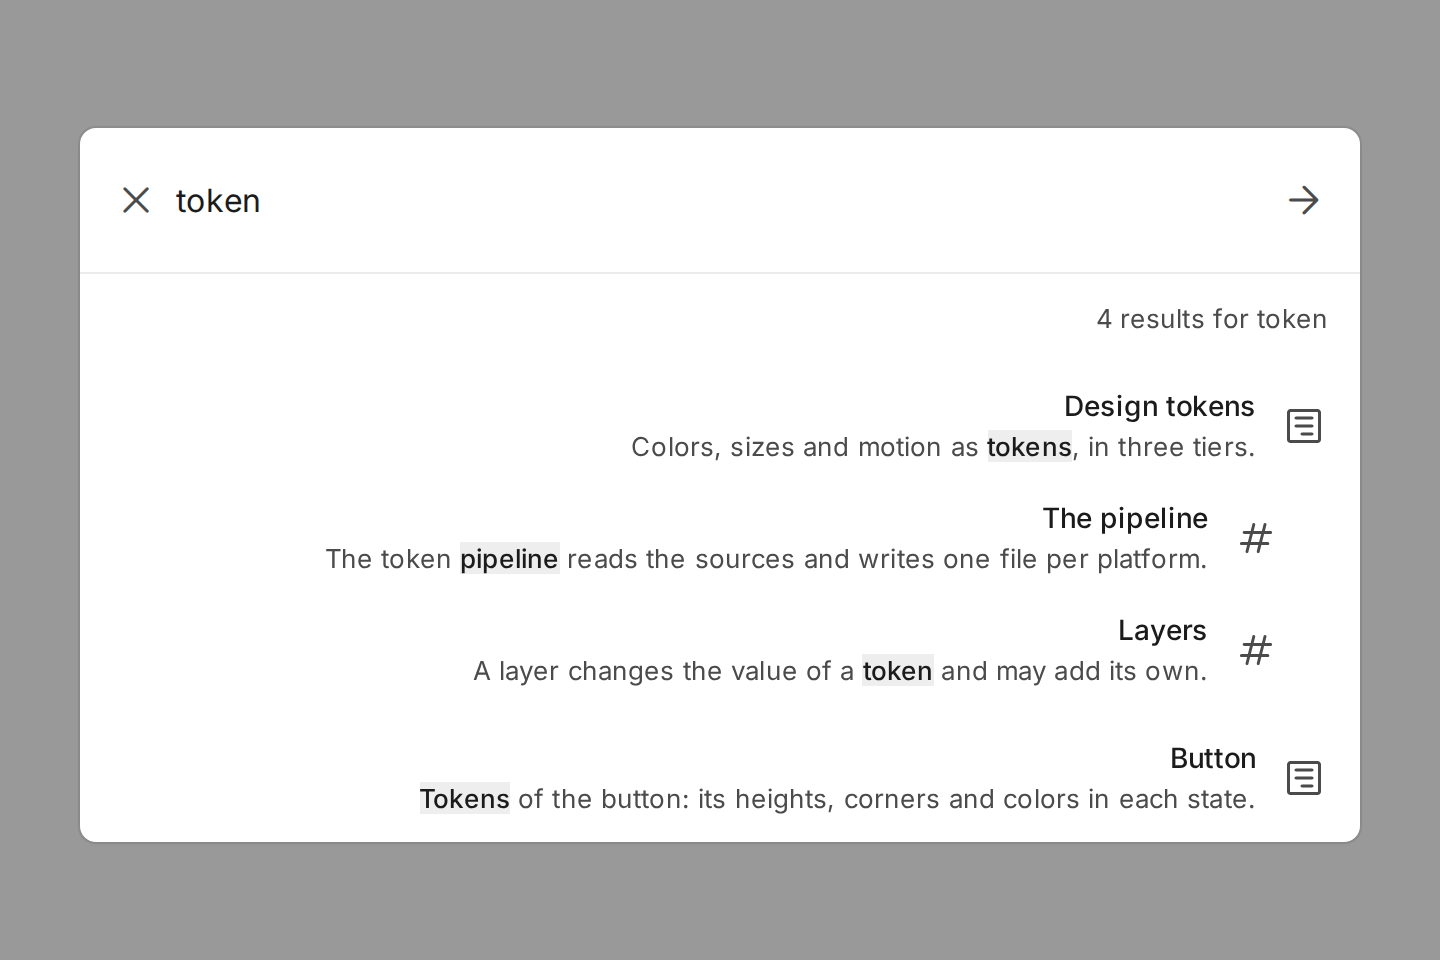 token
4 results for token
Design tokens
Colors, sizes and motion as tokens, in three tiers.
The pipeline
The token pipeline reads the sources and writes one file per platform.
Layers
A layer changes the value of a token and may add its own.
Button
Tokens of the button: its heights, corners and colors in each state.